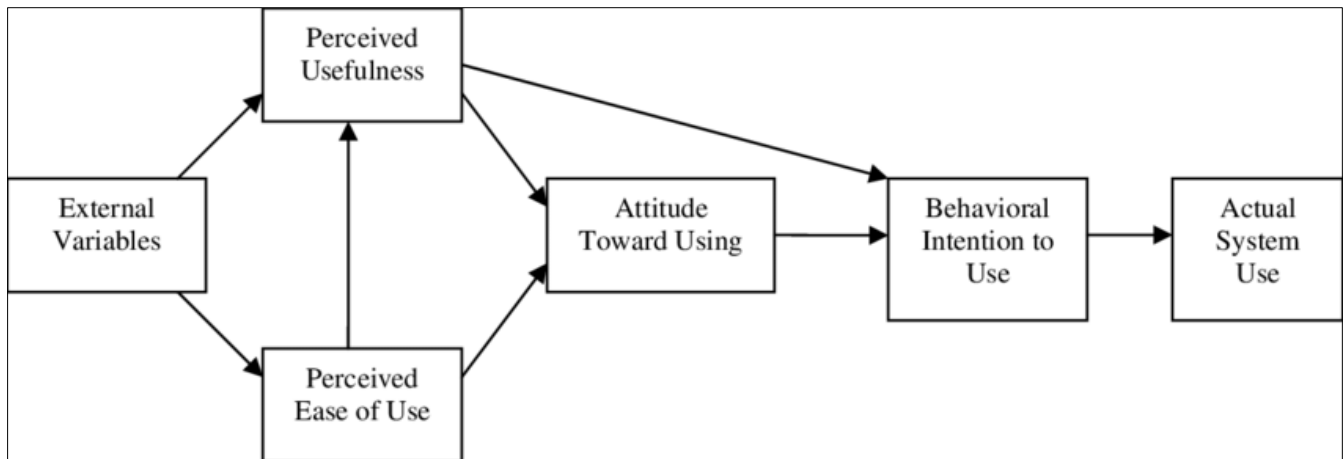 Perceived
Usefulness
External
Variables
Attitude
Toward Using
Behavioral
Intention to
Use
Actual
System
Use
Perceived
Ease of Use